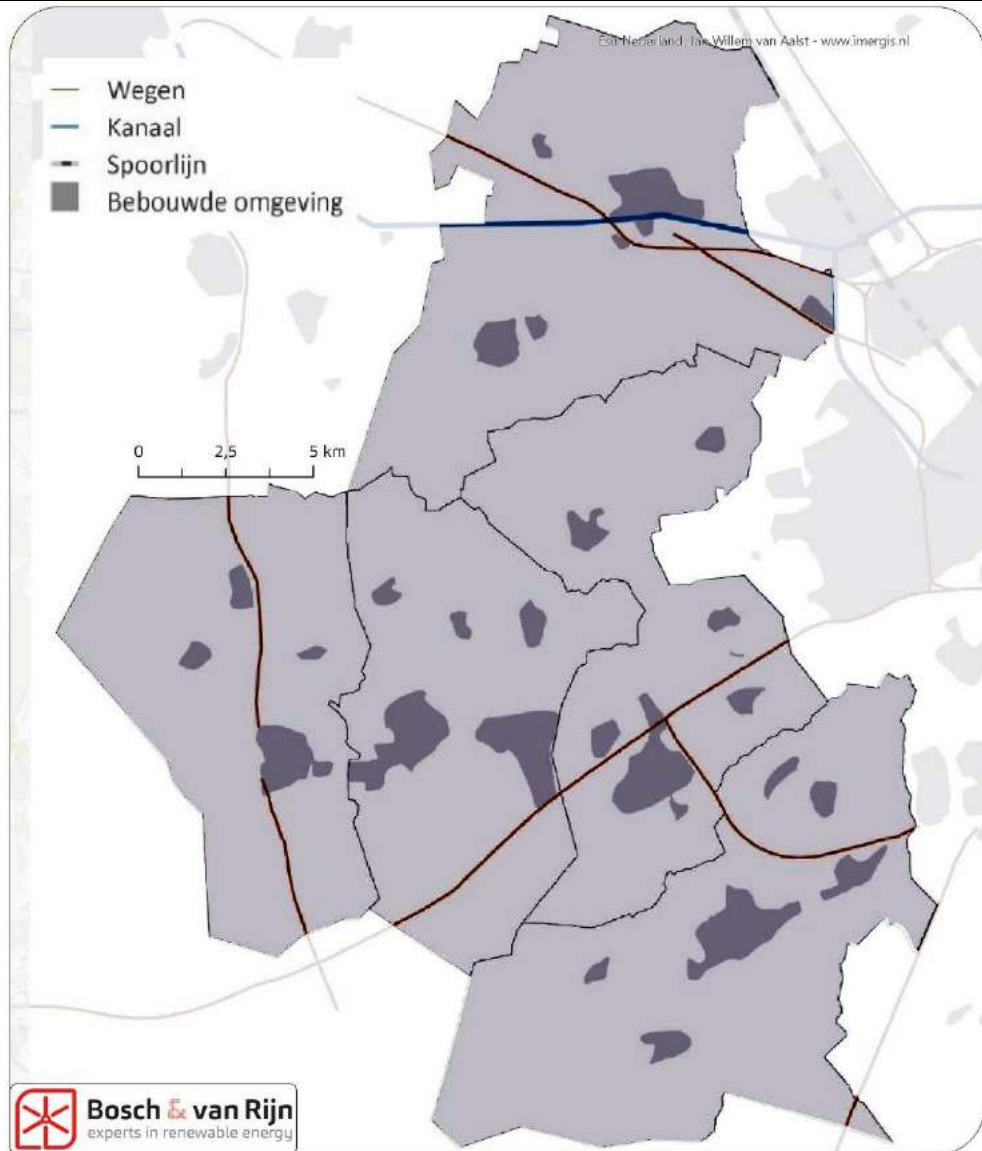 Esri Nederland, Jan-Willem van Aalst - www.imergis.nl
Wegen
Kanaal
Spoorlijn
Bebouwde omgeving
0 2,5 5 km
Bosch & van Rijn
experts in renewable energy